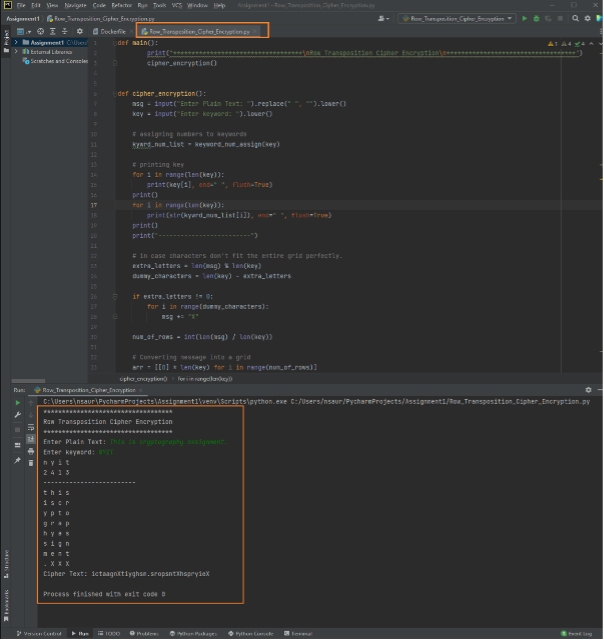 File Edit View Navigate Code Refactor Run Tools VCS Window Help Assignment1 - Row_Transposition_Cipher_Encryption.py
Assignment1 Row_Transposition_Cipher_Encryption.py
Row_Transposition_Cipher_Encryption
Project
Dockerfile Row_Transposition_Cipher_Encryption.py
Assignment1
External Libraries
Scratches and Consoles
def main():
print("***********************************\nRow Transposition Cipher Encryption\n***********************************")
cipher_encryption()
def cipher_encryption():
msg = input("Enter Plain Text: ").replace(" ", "").lower()
key = input("Enter keyword: ").lower()
# assigning numbers to keywords
kyword_num_list = keyword_num_assign(key)
# printing key
for i in range(len(key)):
print(key[i], end=" ", flush=True)
print()
for i in range(len(key)):
print(str(kyword_num_list[i]), end=" ", flush=True)
print()
print("-------------------------")
# in case characters don't fit the entire grid perfectly.
extra_letters = len(msg) % len(key)
dummy_characters = len(key) - extra_letters
if extra_letters != 0:
for i in range(dummy_characters):
msg += "X"
num_of_rows = int(len(msg) / len(key))
# Converting message into a grid
arr = [[0] * len(key) for i in range(num_of_rows)]
cipher_encryption() for i in range(len(key))
Run: Row_Transposition_Cipher_Encryption
C:\Users\nsaur\PycharmProjects\Assignment1\venv\Scripts\python.exe C:/Users/nsaur/PycharmProjects/Assignment1/Row_Transposition_Cipher_Encryption.py
***********************************
Row Transposition Cipher Encryption
***********************************
Enter Plain Text: This is cryptography assignment.
Enter keyword: NYIT
n y i t
2 4 1 3
-------------------------
t h i s
i s c r
y p t o
g r a p
h y a s
s i g n
m e n t
. X X X
Cipher Text: ictaagnXtiyghsm.sropsntXhspryieX
Process finished with exit code 0
Structure
Bookmarks
Version Control Run TODO Problems Python Packages Python Console Terminal Event Log